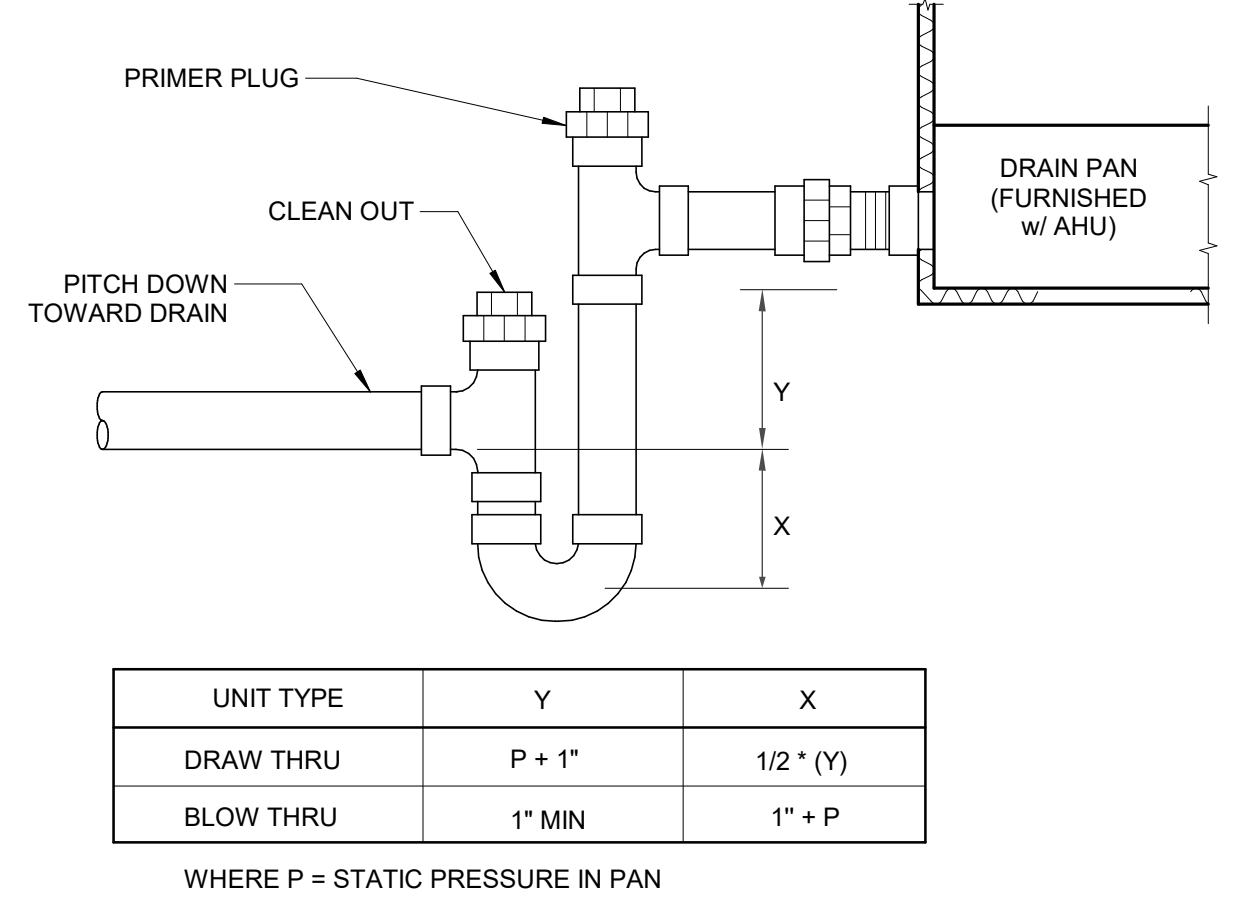 PRIMER PLUG
DRAIN PAN
(FURNISHED
w/ AHU)
CLEAN OUT
PITCH DOWN
TOWARD DRAIN
Y
X
UNIT TYPE Y X
DRAW THRU P + 1" 1/2 * (Y)
BLOW THRU 1" MIN 1" + P
WHERE P = STATIC PRESSURE IN PAN